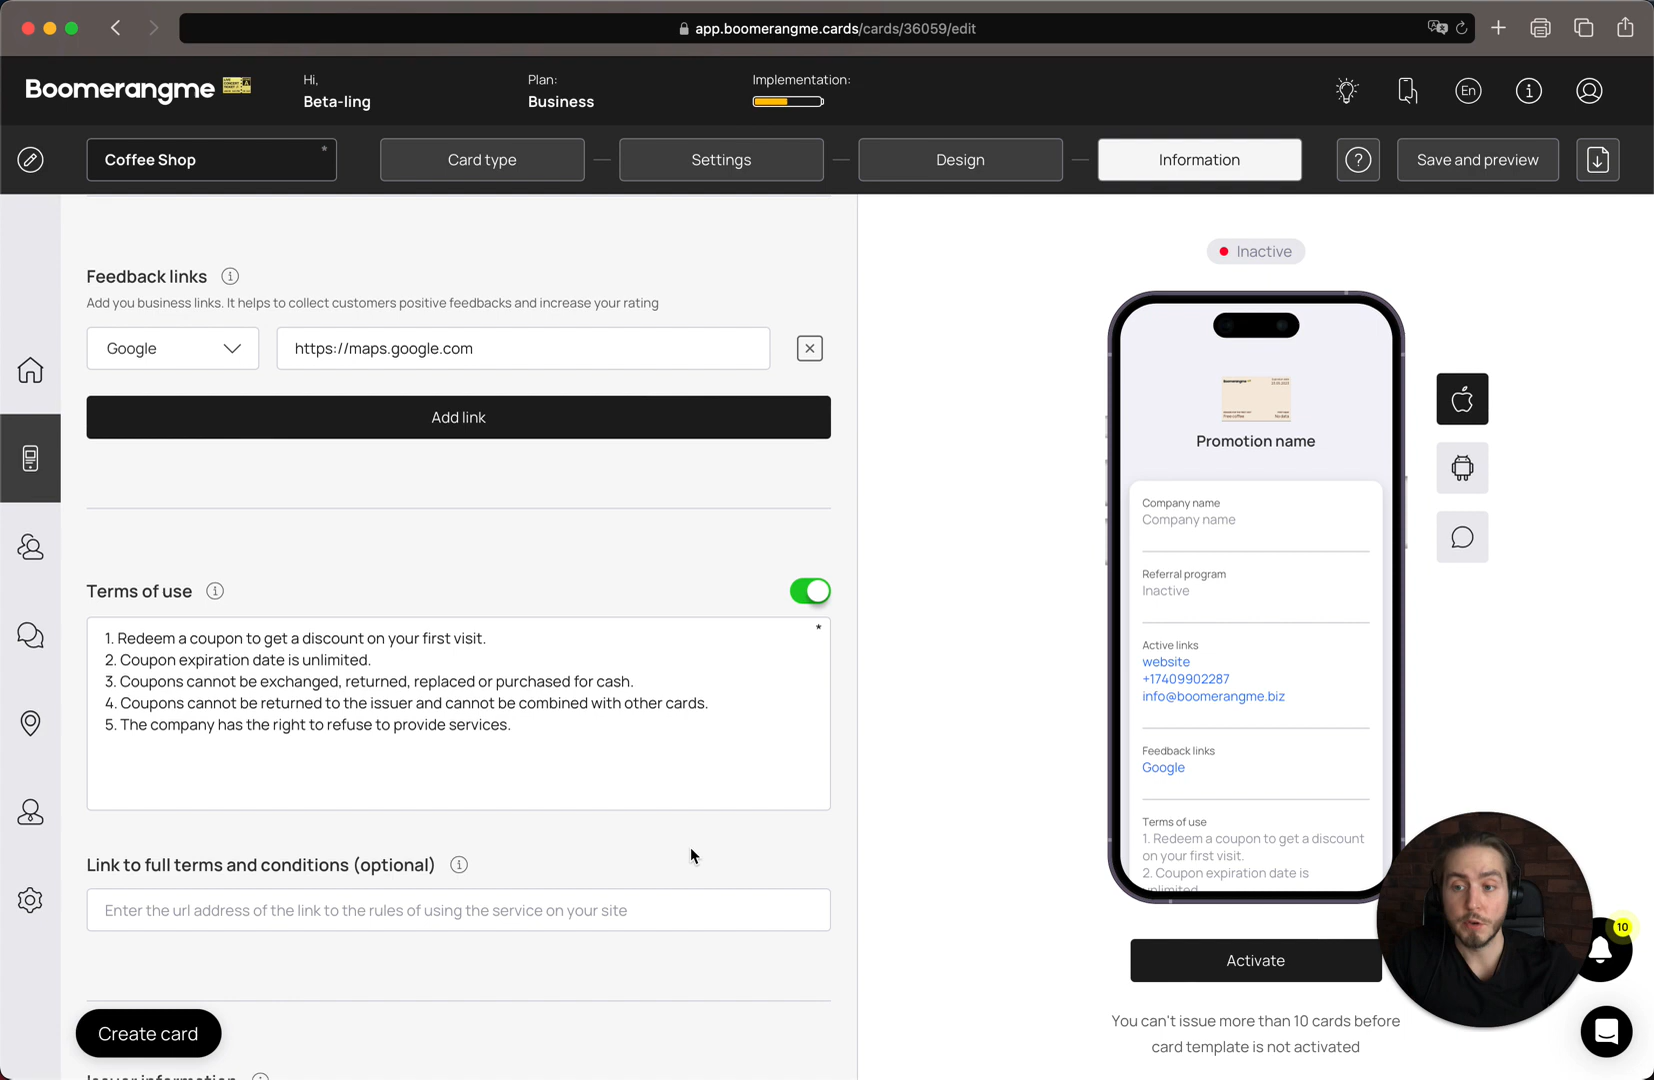 app.boomerangme.cards/cards/36059/edit
Boomerangme
Hi,
Beta-ling
Plan:
Business
Implementation:
En
Coffee Shop *
Card type
Settings
Design
Information
?
Save and preview
Feedback links
Add you business links. It helps to collect customers positive feedbacks and increase your rating
Google
https://maps.google.com
Add link
Terms of use
*
1. Redeem a coupon to get a discount on your first visit.
2. Coupon expiration date is unlimited.
3. Coupons cannot be exchanged, returned, replaced or purchased for cash.
4. Coupons cannot be returned to the issuer and cannot be combined with other cards.
5. The company has the right to refuse to provide services.
Link to full terms and conditions (optional)
Enter the url address of the link to the rules of using the service on your site
Create card
Issuer information
Inactive
Promotion name
Company name
Company name
Referral program
Inactive
Active links
website
+17409902287
info@boomerangme.biz
Feedback links
Google
Terms of use
1. Redeem a coupon to get a discount
on your first visit.
2. Coupon expiration date is
unlimited.
Activate
You can't issue more than 10 cards before
card template is not activated
10